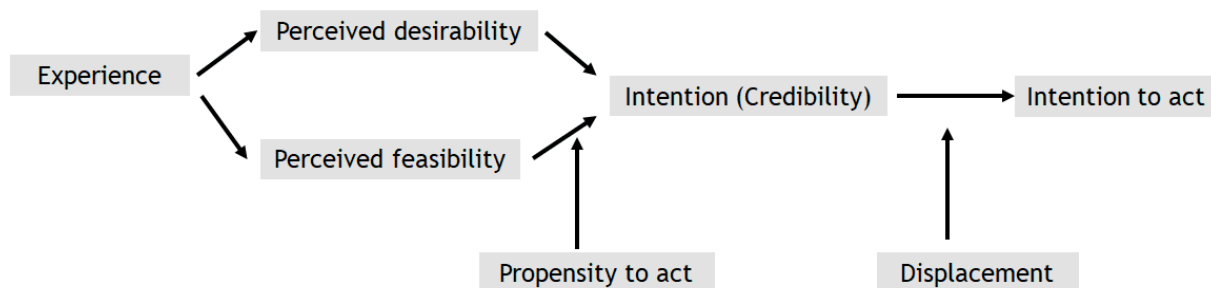 Perceived desirability
Experience
Intention (Credibility)
Intention to act
Perceived feasibility
Propensity to act
Displacement